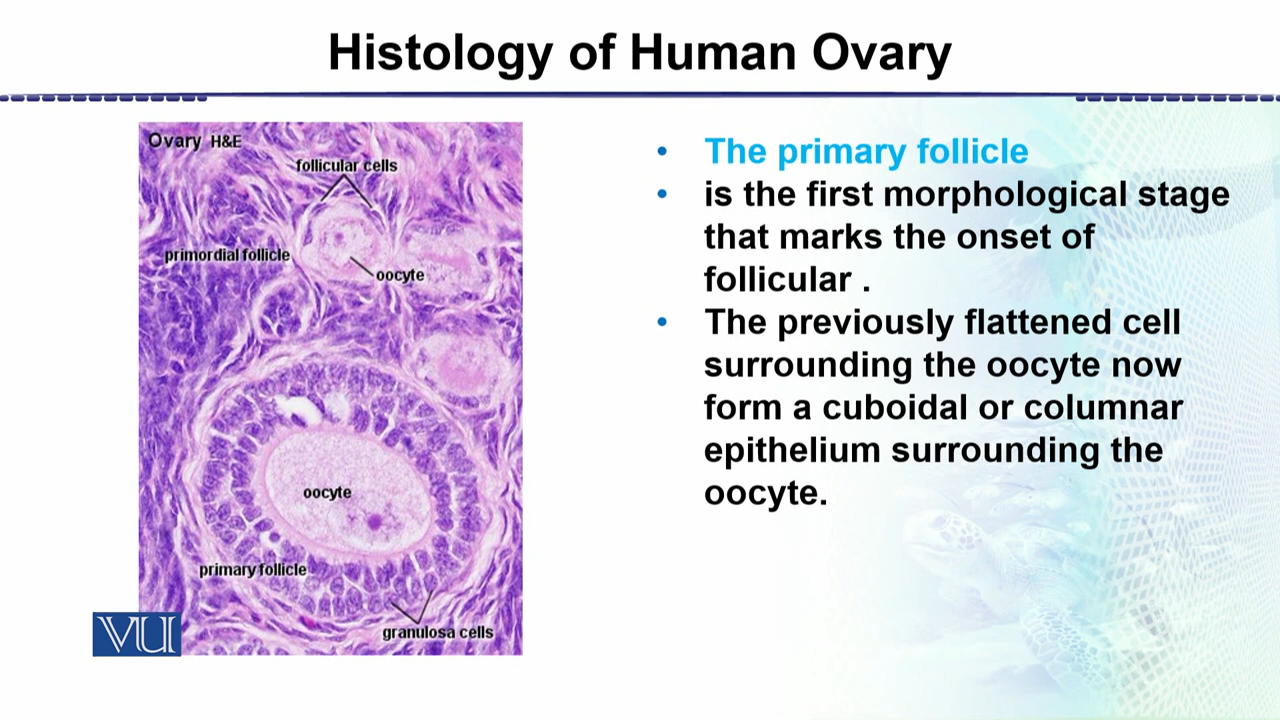 Histology of Human Ovary
Ovary H&E
follicular cells
primordial follicle
oocyte
oocyte
primary follicle
granulosa cells
VU
• The primary follicle
• is the first morphological stage
that marks the onset of
follicular .
• The previously flattened cell
surrounding the oocyte now
form a cuboidal or columnar
epithelium surrounding the
oocyte.